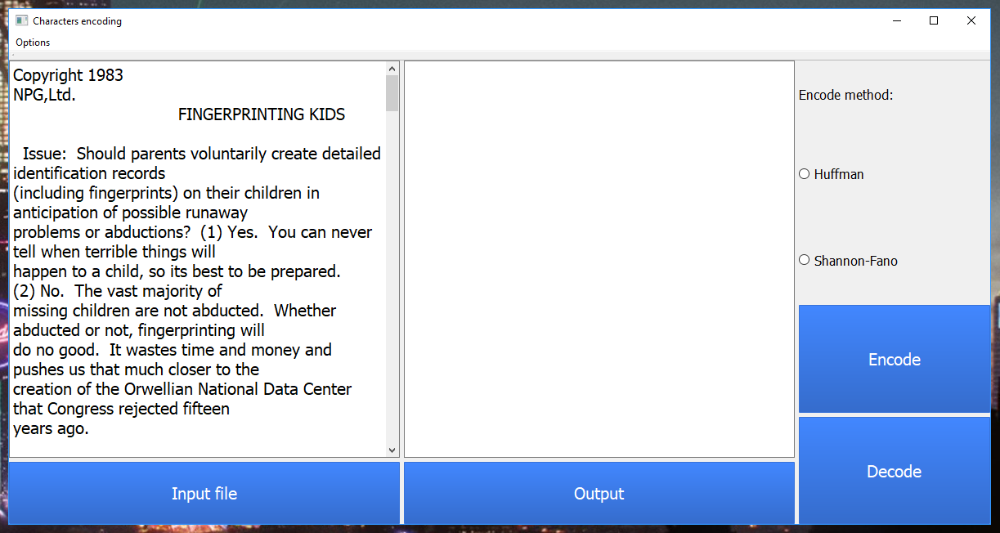 Characters encoding
Options
Copyright 1983
NPG,Ltd.
FINGERPRINTING KIDS
Issue:  Should parents voluntarily create detailed
identification records
(including fingerprints) on their children in
anticipation of possible runaway
problems or abductions?  (1) Yes.  You can never
tell when terrible things will
happen to a child, so its best to be prepared.
(2) No.  The vast majority of
missing children are not abducted.  Whether
abducted or not, fingerprinting will
do no good.  It wastes time and money and
pushes us that much closer to the
creation of the Orwellian National Data Center
that Congress rejected fifteen
years ago.
Input file
Output
Encode method:
Huffman
Shannon-Fano
Encode
Decode